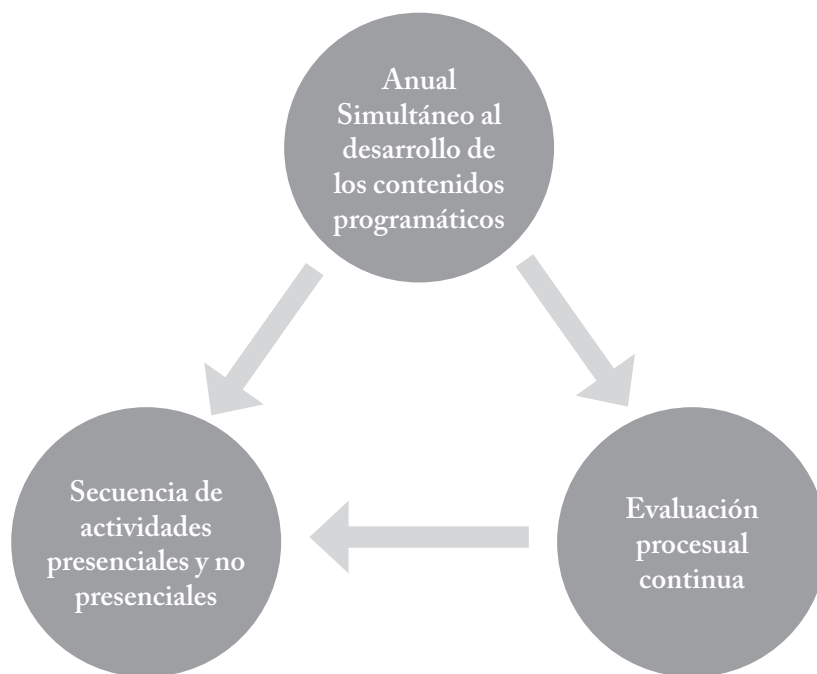 Anual
Simultáneo al
desarrollo de
los contenidos
programáticos
Secuencia de
actividades
presenciales y no
presenciales
Evaluación
procesual
continua